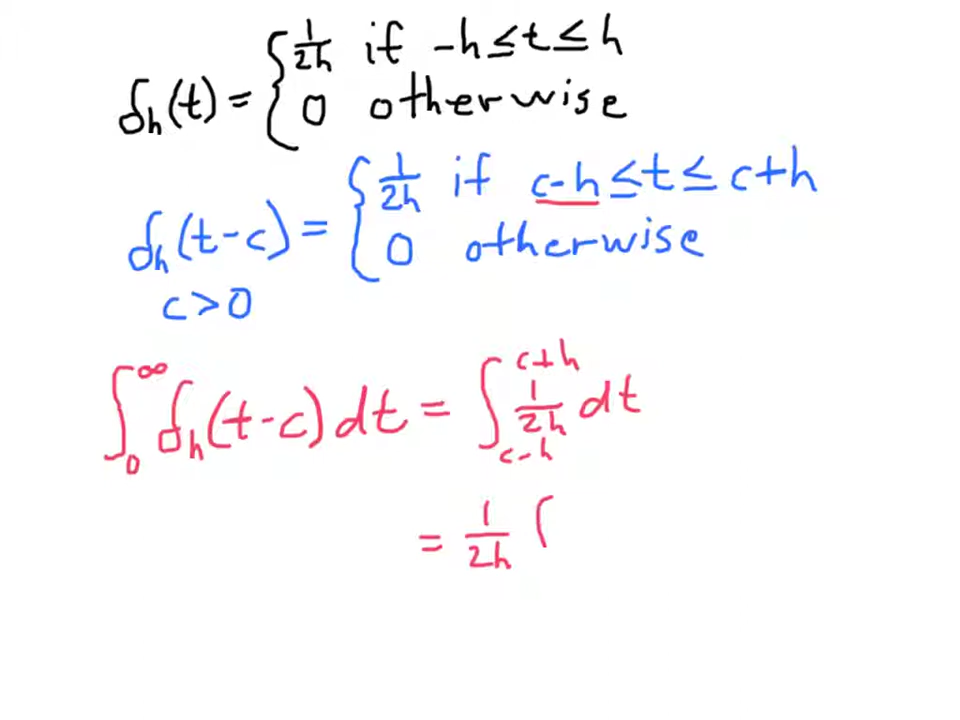 δₕ(t) = { 1/2h if -h ≤ t ≤ h
0 otherwise
δₕ(t-c) = { 1/2h if c-h ≤ t ≤ c+h
0 otherwise
c > 0
∫₀^∞ δₕ(t-c) dt = ∫_{c-h}^{c+h} 1/2h dt
= 1/2h [